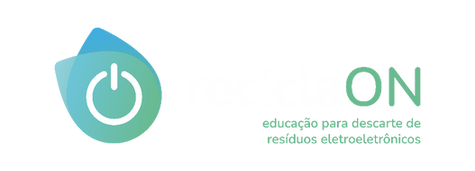 ON
educação para descarte de
resíduos eletroeletrônicos